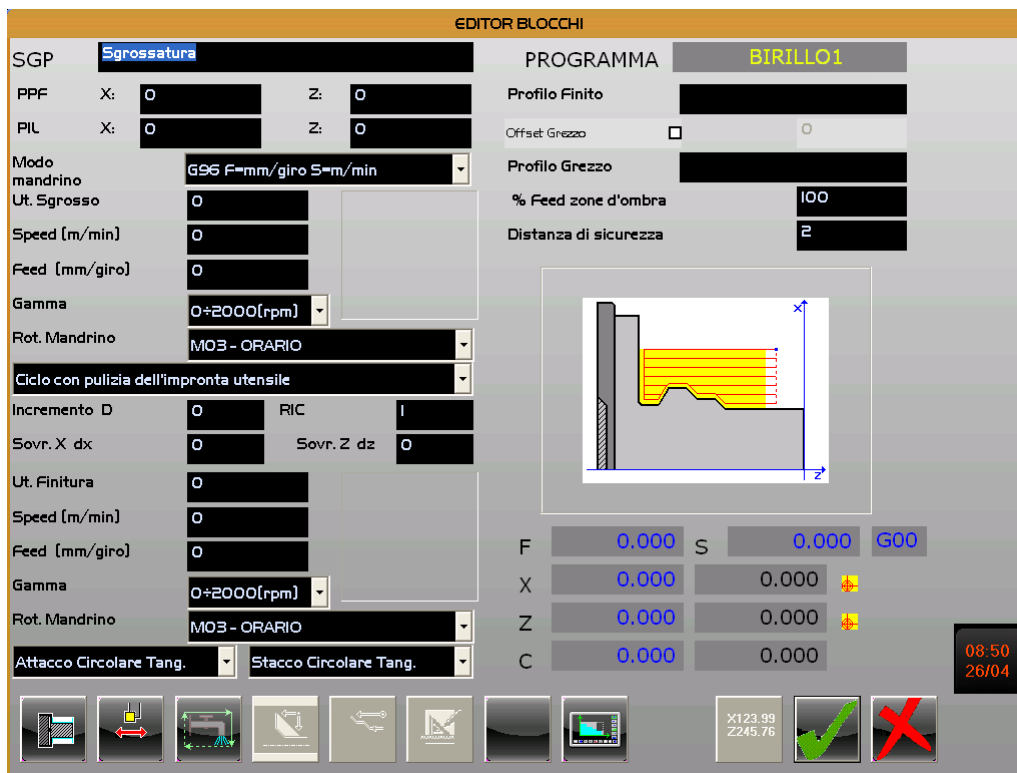 EDITOR BLOCCHI
SGP Sgrossatura
PROGRAMMA BIRILLO1
PPF X: 0 Z: 0
Profilo Finito
PIL X: 0 Z: 0
Offset Grezzo 0
Modo mandrino G96 F=mm/giro S=m/min
Profilo Grezzo
Ut. Sgrosso 0
% Feed zone d'ombra 100
Speed (m/min) 0
Distanza di sicurezza 2
Feed (mm/giro) 0
Gamma 0÷2000(rpm)
Rot. Mandrino M03 - ORARIO
Ciclo con pulizia dell'impronta utensile
Incremento D 0 RIC 1
Sovr. X dx 0 Sovr. Z dz 0
Ut. Finitura 0
Speed (m/min) 0
Feed (mm/giro) 0
Gamma 0÷2000(rpm)
Rot. Mandrino M03 - ORARIO
Attacco Circolare Tang. Stacco Circolare Tang.
x
z
F 0.000 S 0.000 G00
X 0.000 0.000
Z 0.000 0.000
C 0.000 0.000
08:50
26/04
X123.99
Z245.76